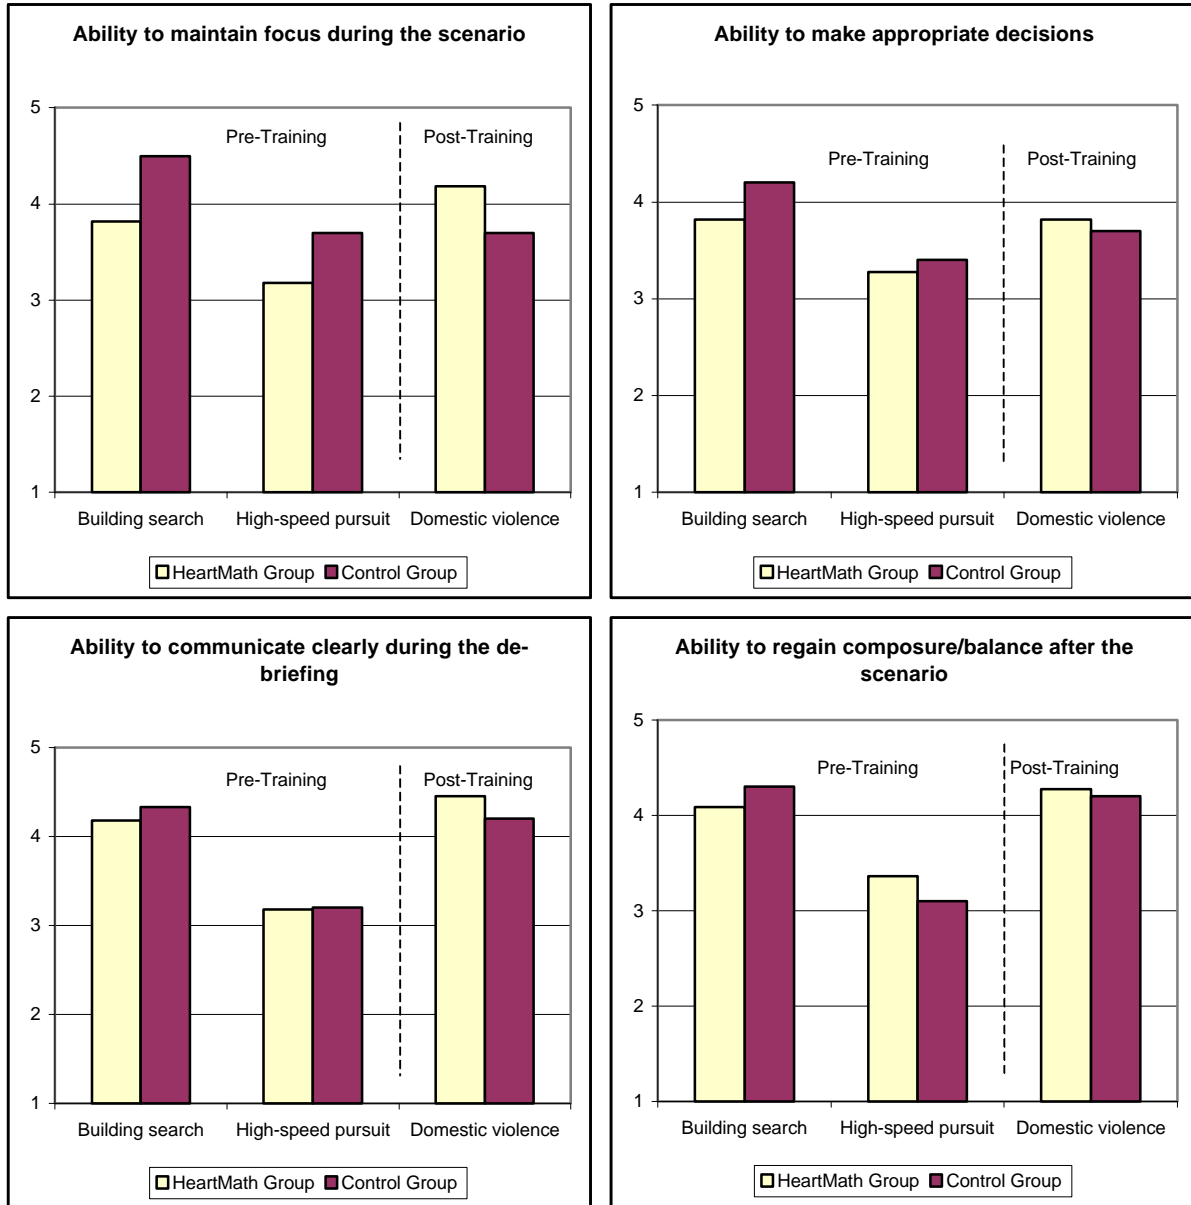 Ability to maintain focus during the scenario
5
Pre-Training Post-Training
4
3
2
1
Building search High-speed pursuit Domestic violence
HeartMath Group Control Group
Ability to make appropriate decisions
5
Pre-Training Post-Training
4
3
2
1
Building search High-speed pursuit Domestic violence
HeartMath Group Control Group
Ability to communicate clearly during the de-
briefing
5
Pre-Training Post-Training
4
3
2
1
Building search High-speed pursuit Domestic violence
HeartMath Group Control Group
Ability to regain composure/balance after the
scenario
5
Pre-Training Post-Training
4
3
2
1
Building search High-speed pursuit Domestic violence
HeartMath Group Control Group